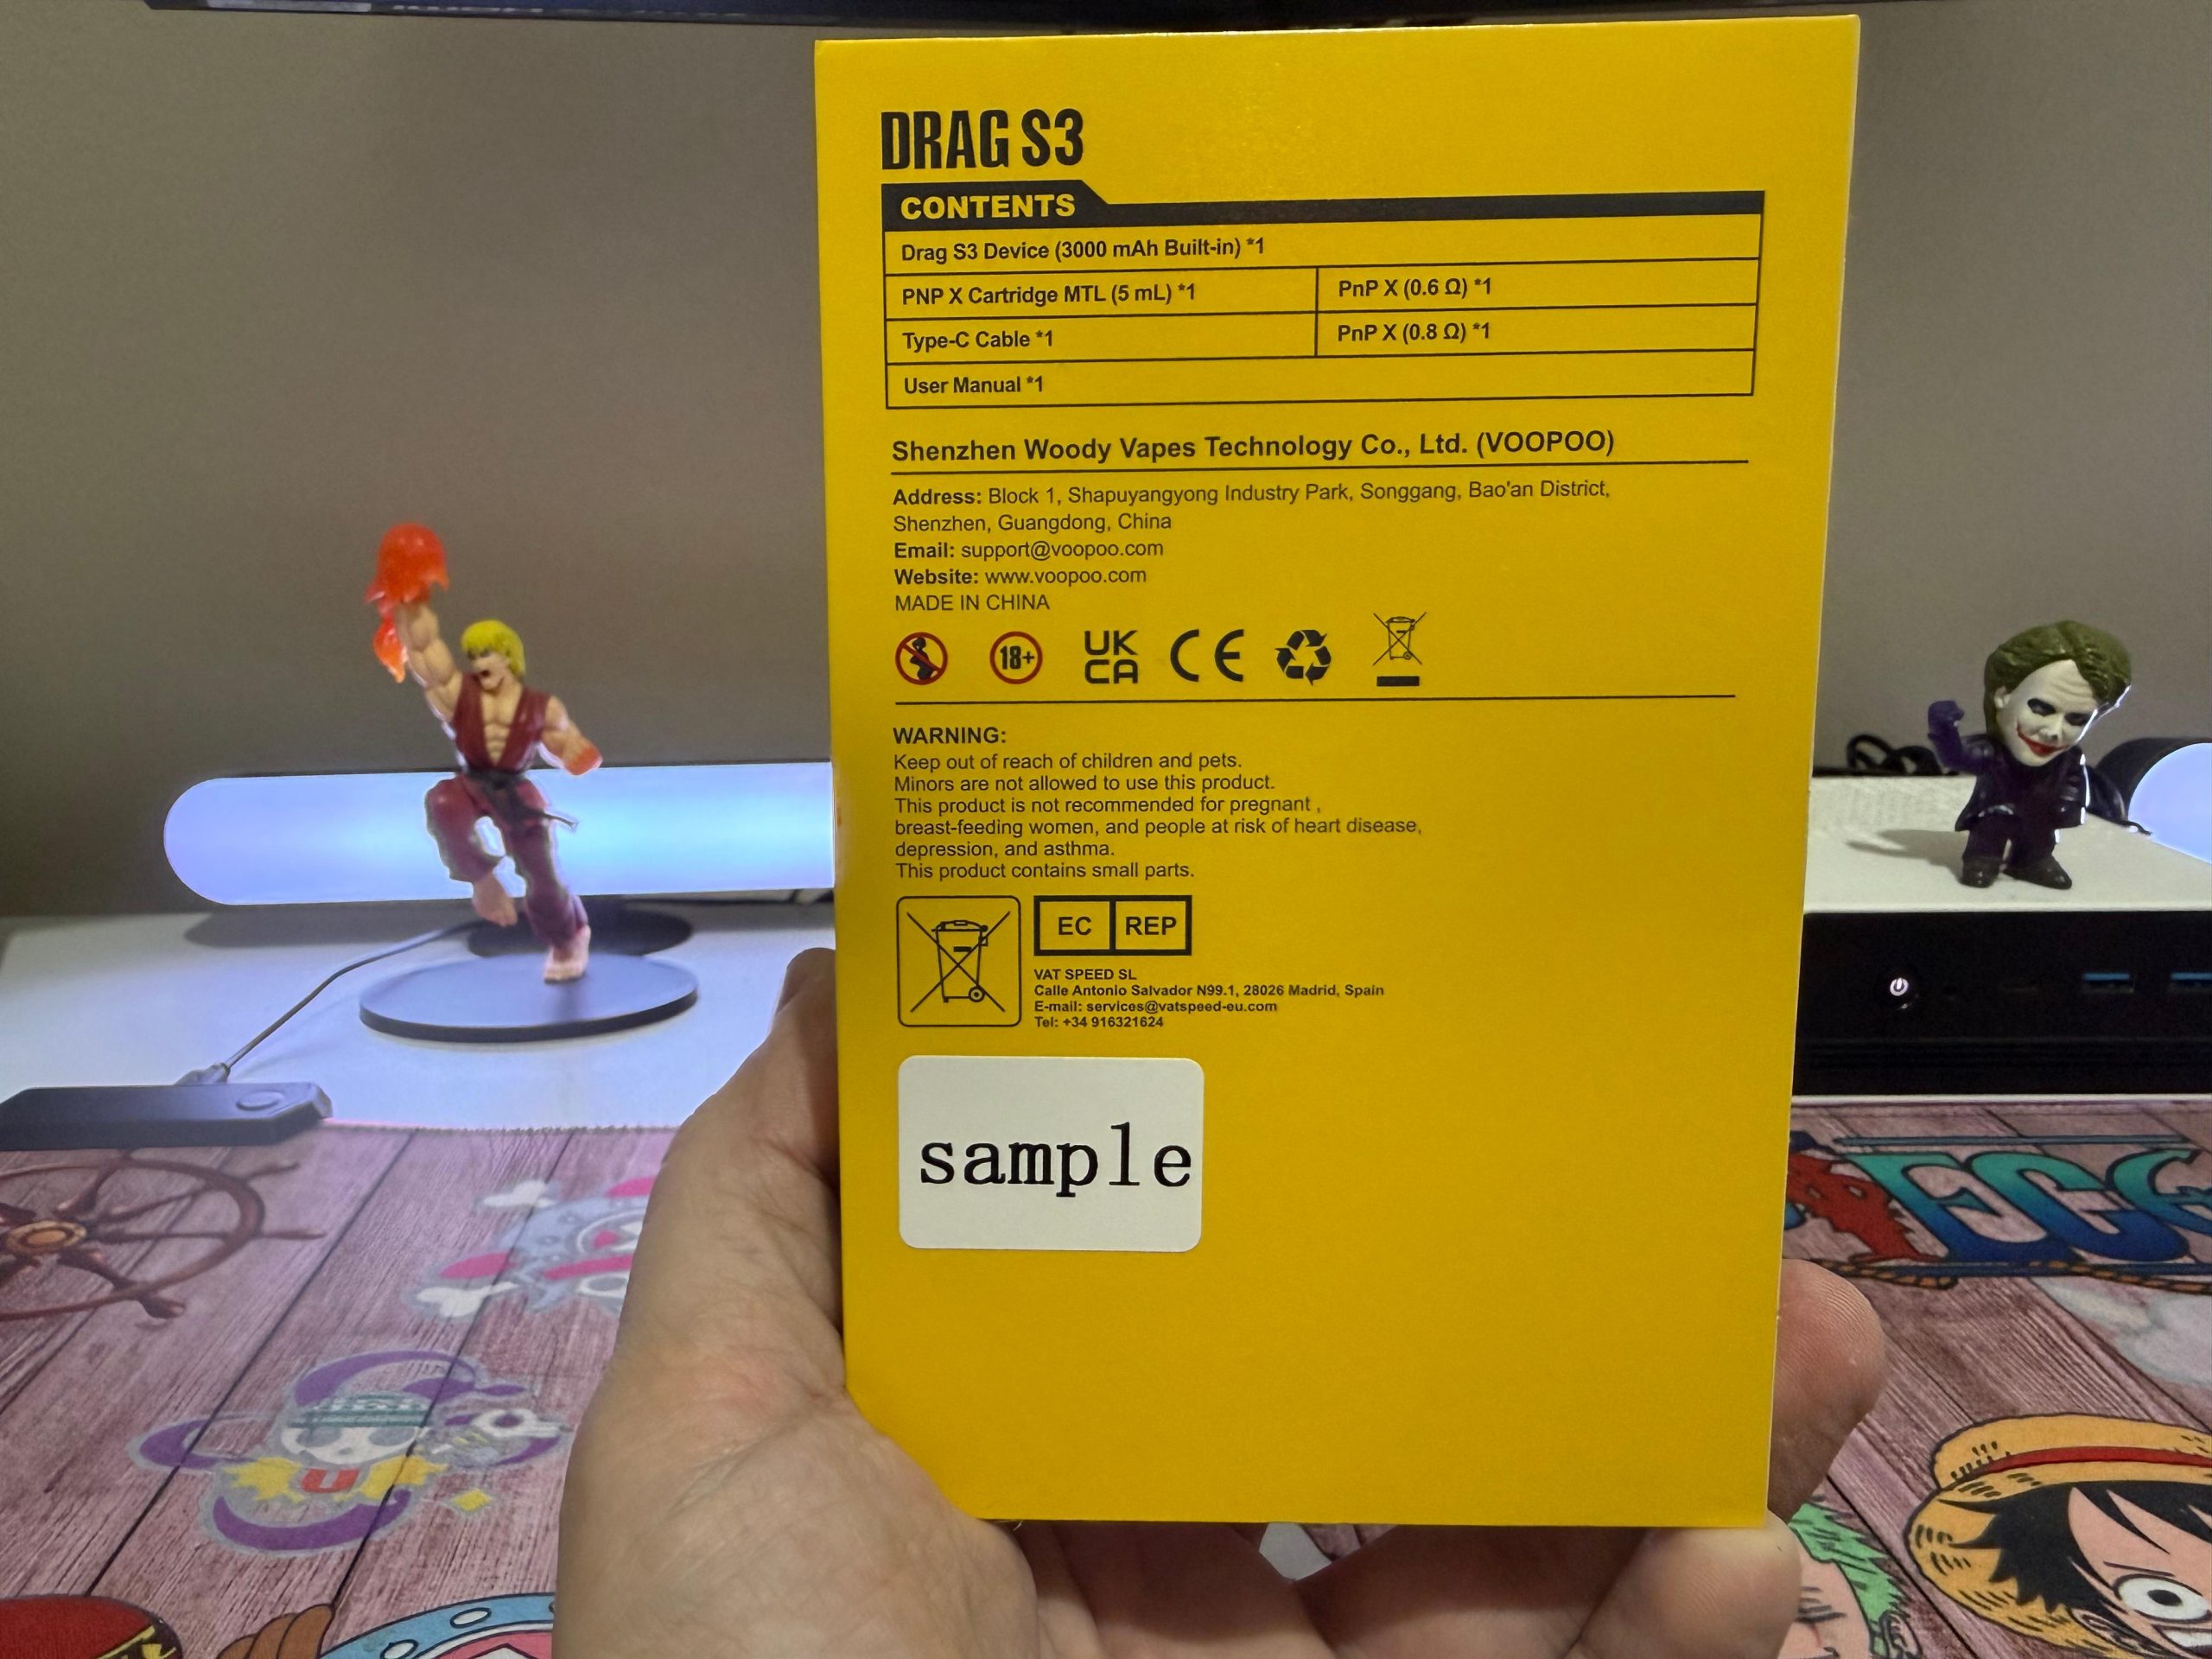 DRAG S3
CONTENTS
Drag S3 Device (3000 mAh Built-in) *1
PNP X Cartridge MTL (5 mL) *1
PnP X (0.6 Ω) *1
Type-C Cable *1
PnP X (0.8 Ω) *1
User Manual *1
Shenzhen Woody Vapes Technology Co., Ltd. (VOOPOO)
Address: Block 1, Shapuyangyong Industry Park, Songgang, Bao'an District,
Shenzhen, Guangdong, China
Email: support@voopoo.com
Website: www.voopoo.com
MADE IN CHINA
18+
UK
CA
CE
WARNING:
Keep out of reach of children and pets.
Minors are not allowed to use this product.
This product is not recommended for pregnant ,
breast-feeding women, and people at risk of heart disease,
depression, and asthma.
This product contains small parts.
EC REP
VAT SPEED SL
Calle Antonio Salvador N99.1, 28026 Madrid, Spain
E-mail: services@vatspeed-eu.com
Tel: +34 916321624
sample